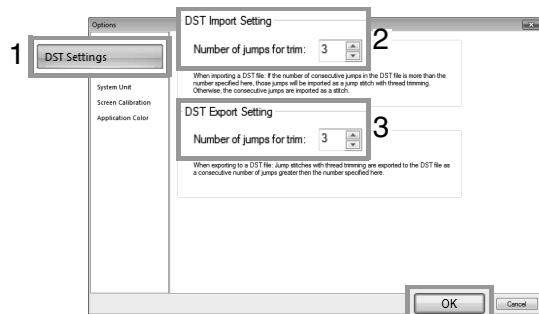 Options
1
DST Settings
System Unit
Screen Calibration
Application Color
DST Import Setting
2
Number of jumps for trim: 3
When importing a DST file: If the number of consecutive jumps in the DST file is more than the
number specified here, those jumps will be imported as a jump stitch with thread trimming.
Otherwise, the consecutive jumps are imported as a stitch.
DST Export Setting
3
Number of jumps for trim: 3
When exporting to a DST file: Jump stitches with thread trimming are exported to the DST file as
a consecutive number of jumps greater then the number specified here.
OK
Cancel